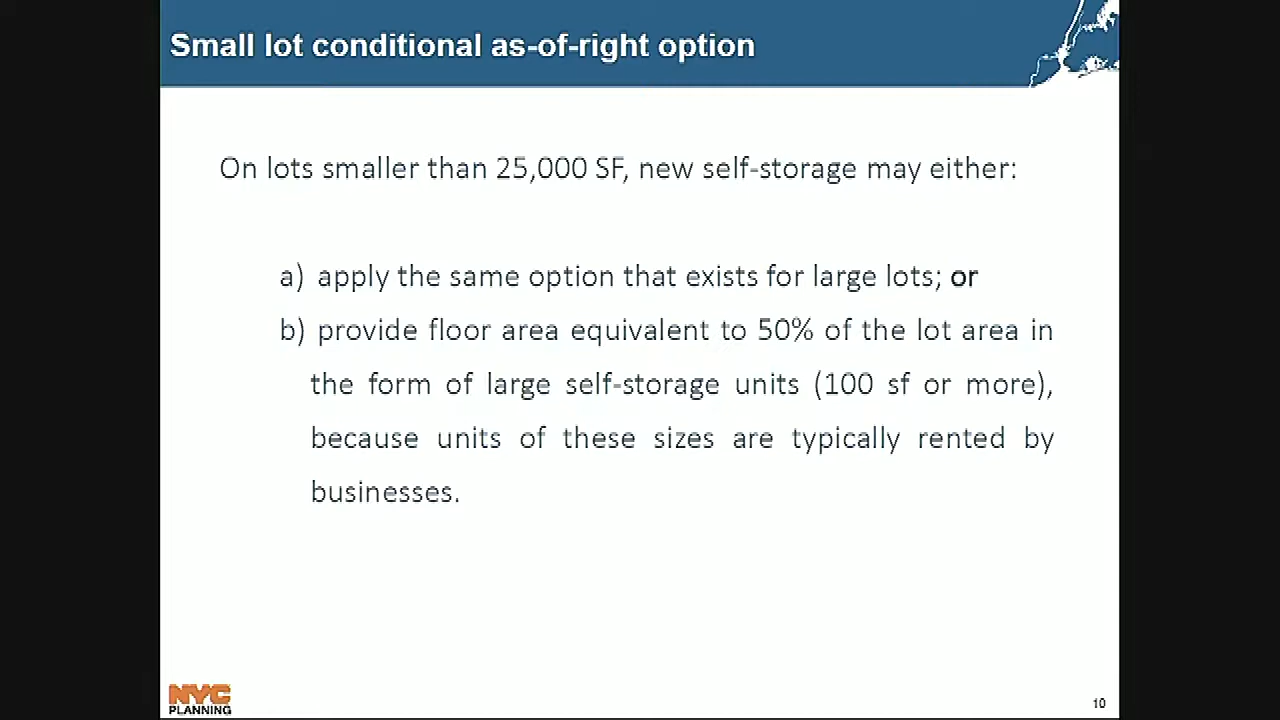 Small lot conditional as-of-right option
On lots smaller than 25,000 SF, new self-storage may either:
a) apply the same option that exists for large lots; or
b) provide floor area equivalent to 50% of the lot area in
the form of large self-storage units (100 sf or more),
because units of these sizes are typically rented by
businesses.
NYC
PLANNING
10